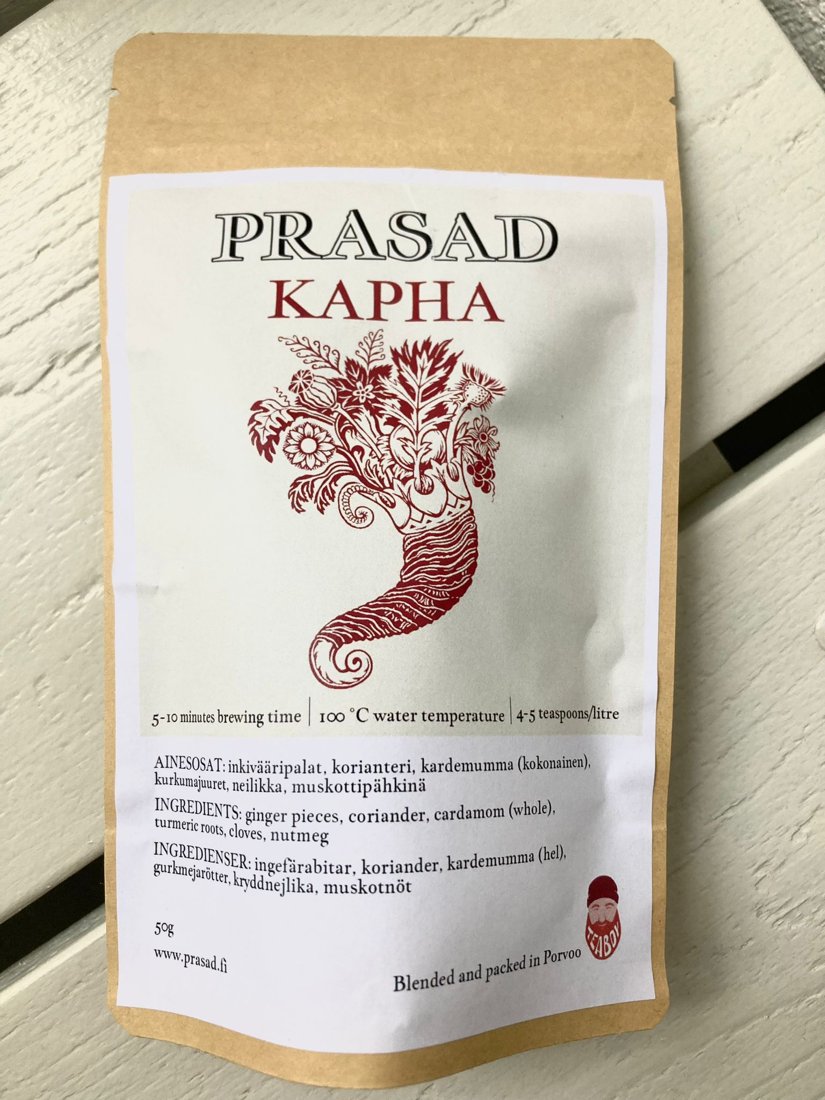 PRASAD
KAPHA
5-10 minutes brewing time | 100 °C water temperature | 4-5 teaspoons/litre
AINESOSAT: inkivääripalat, korianteri, kardemumma (kokonainen),
kurkumajuuret, neilikka, muskottipähkinä
INGREDIENTS: ginger pieces, coriander, cardamom (whole),
turmeric roots, cloves, nutmeg
INGREDIENSER: ingefärabitar, koriander, kardemumma (hel),
gurkmejarötter, kryddnejlika, muskotnöt
50g
www.prasad.fi
Blended and packed in Porvoo
TEABOY